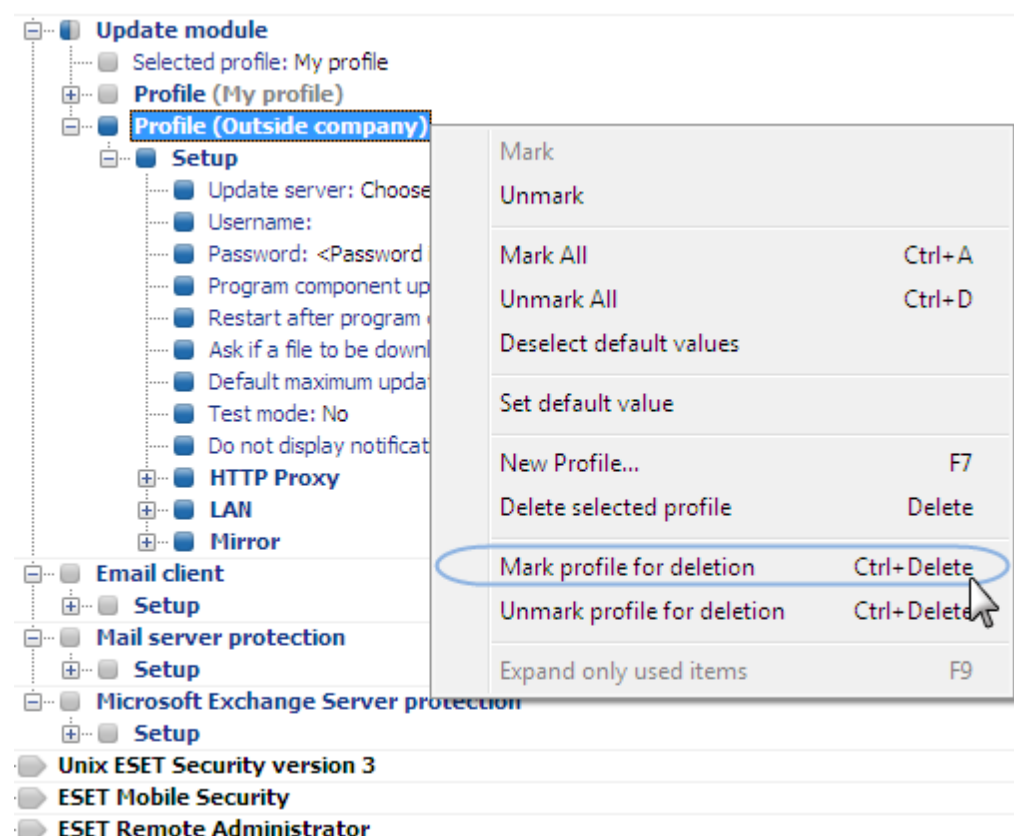 Update module
Selected profile: My profile
Profile (My profile)
Profile (Outside company)
Setup
Update server: Choose
Username:
Password: <Password
Program component up
Restart after program
Ask if a file to be downl
Default maximum upda
Test mode: No
Do not display notificat
HTTP Proxy
LAN
Mirror
Email client
Setup
Mail server protection
Setup
Microsoft Exchange Server protection
Setup
Unix ESET Security version 3
ESET Mobile Security
ESET Remote Administrator
Mark
Unmark
Mark All Ctrl+A
Unmark All Ctrl+D
Deselect default values
Set default value
New Profile... F7
Delete selected profile Delete
Mark profile for deletion Ctrl+Delete
Unmark profile for deletion Ctrl+Delete
Expand only used items F9